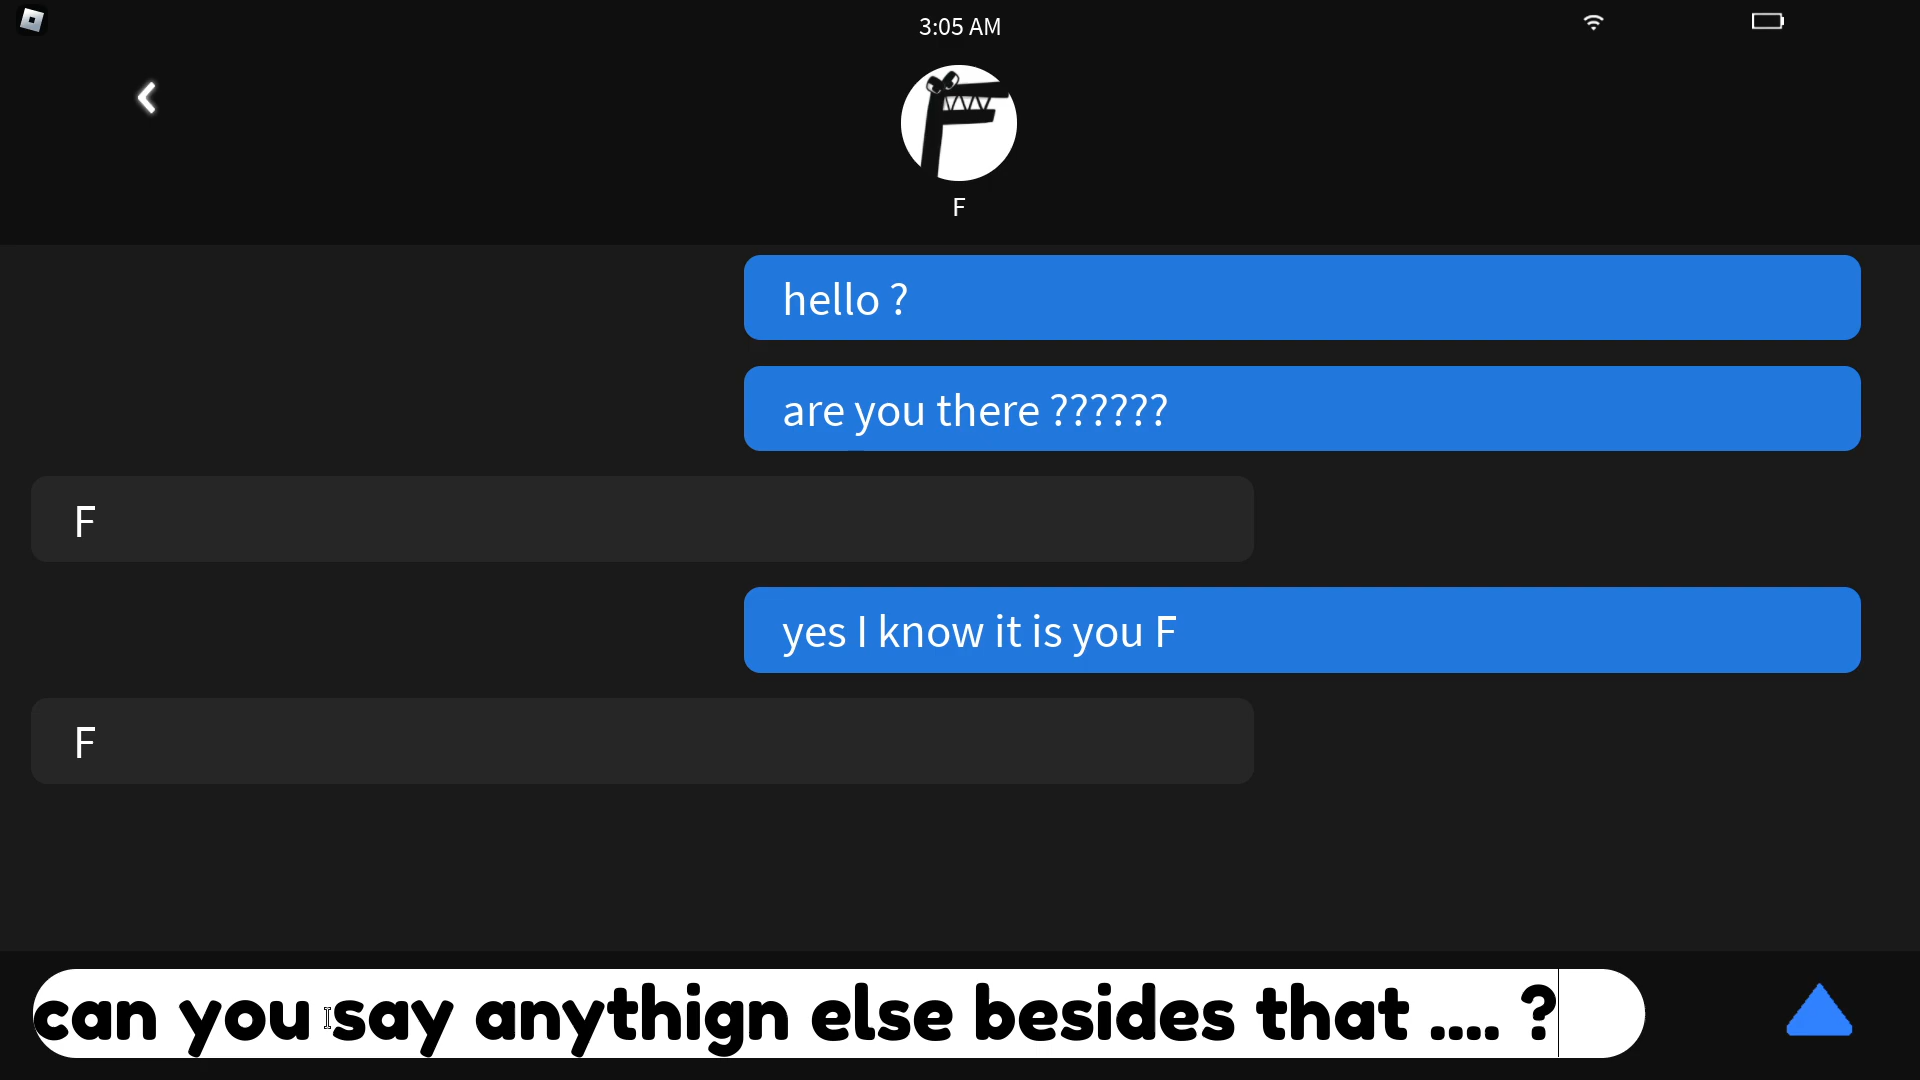 3:05 AM
F
hello ?
are you there ??????
F
yes I know it is you F
F
can you say anythign else besides that .... ?